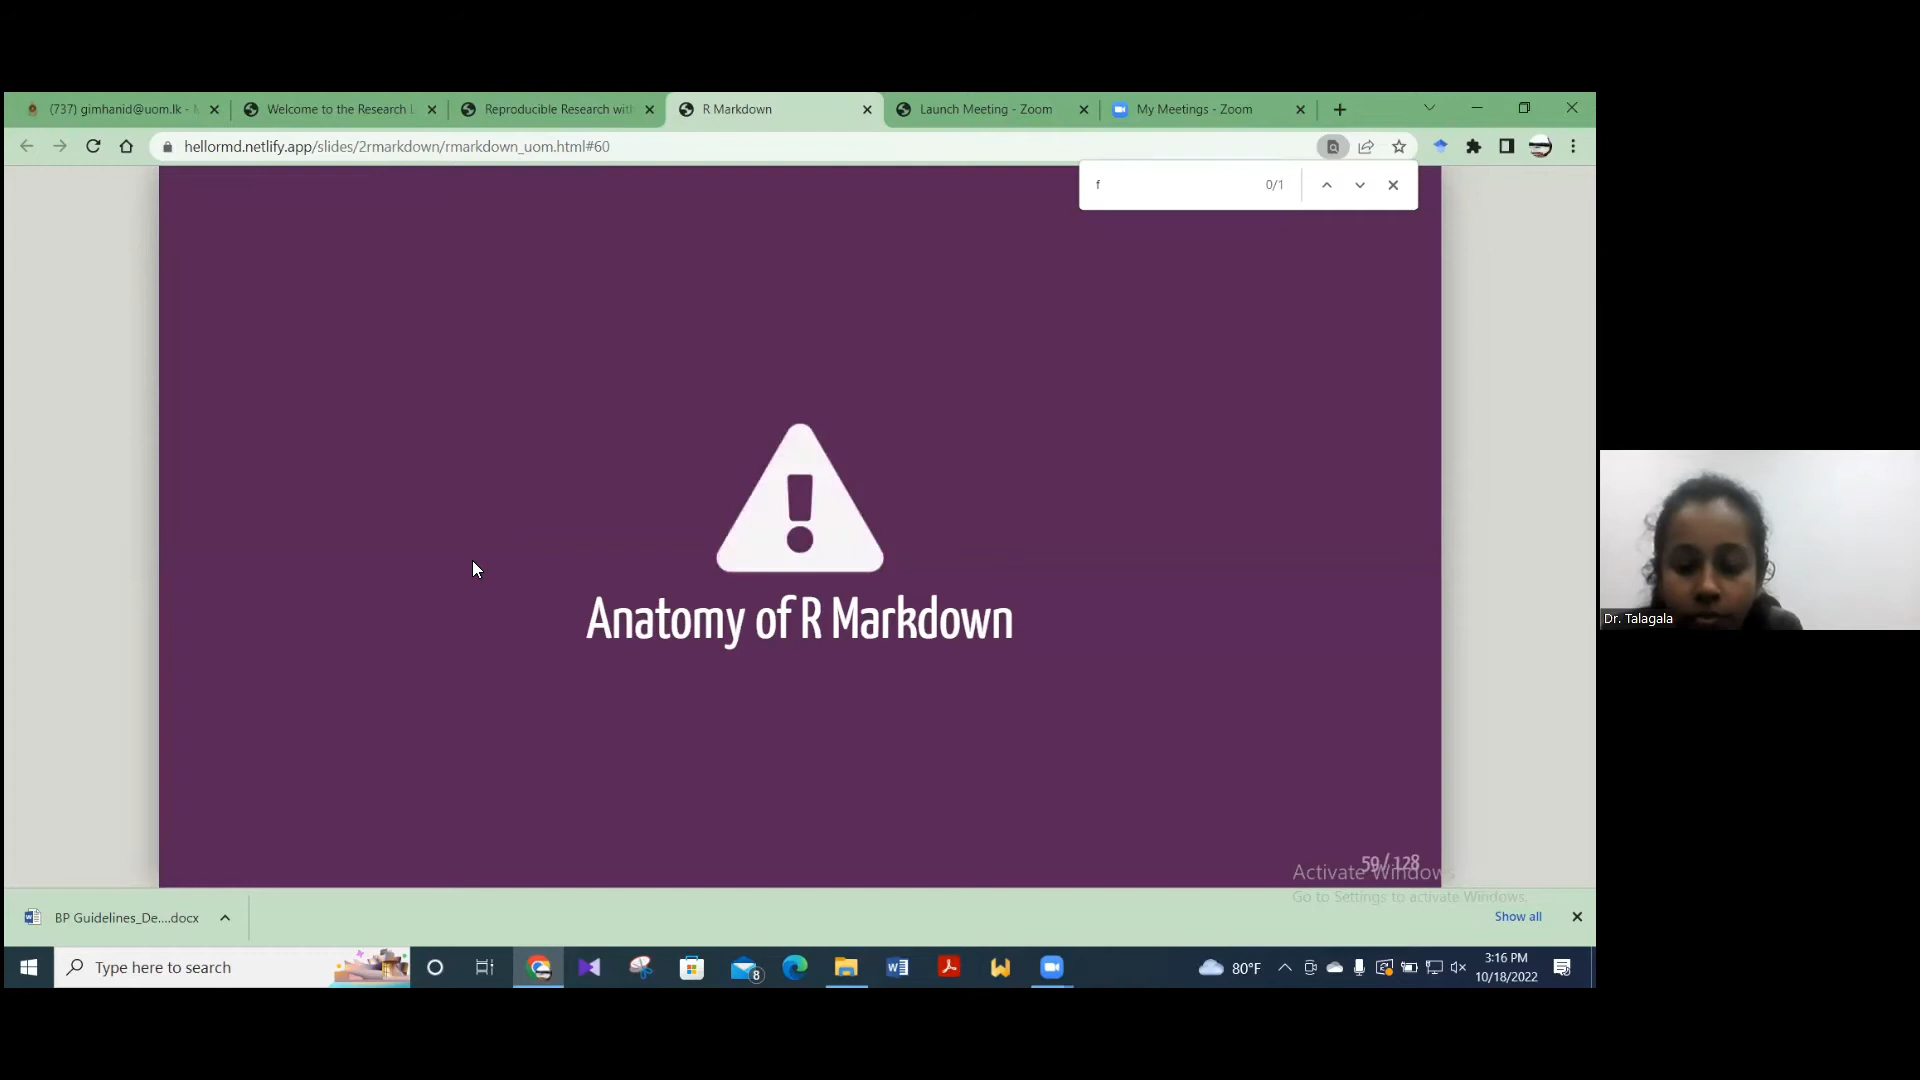 (737) gimhanid@uom.lk -
Welcome to the Research
Reproducible Research with
R Markdown
Launch Meeting - Zoom
My Meetings - Zoom
hellormd.netlify.app/slides/2rmarkdown/rmarkdown_uom.html#60
f
0/1
Anatomy of R Markdown
Dr. Talagala
59 / 128
Activate Windows
Go to Settings to activate Windows.
BP Guidelines_De....docx
Show all
Type here to search
8
80°F
3:16 PM
10/18/2022